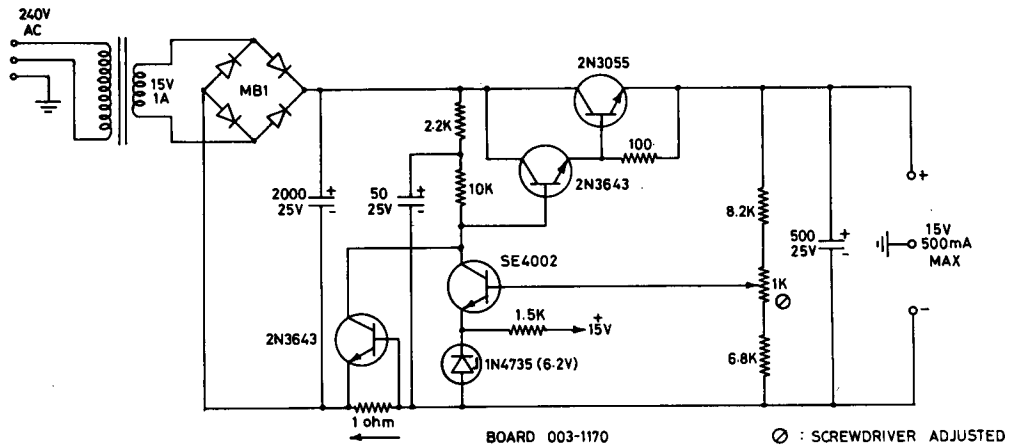 240V
AC
15V
1A
MB1
2000
25V
+
-
50
25V
+
-
2.2K
10K
2N3055
100
2N3643
SE4002
2N3643
1.5K
+
15V
1N4735 (6.2V)
1 ohm
8.2K
1K
6.8K
500
25V
+
-
+
15V
500mA
MAX
-
BOARD 003-1170
: SCREWDRIVER ADJUSTED